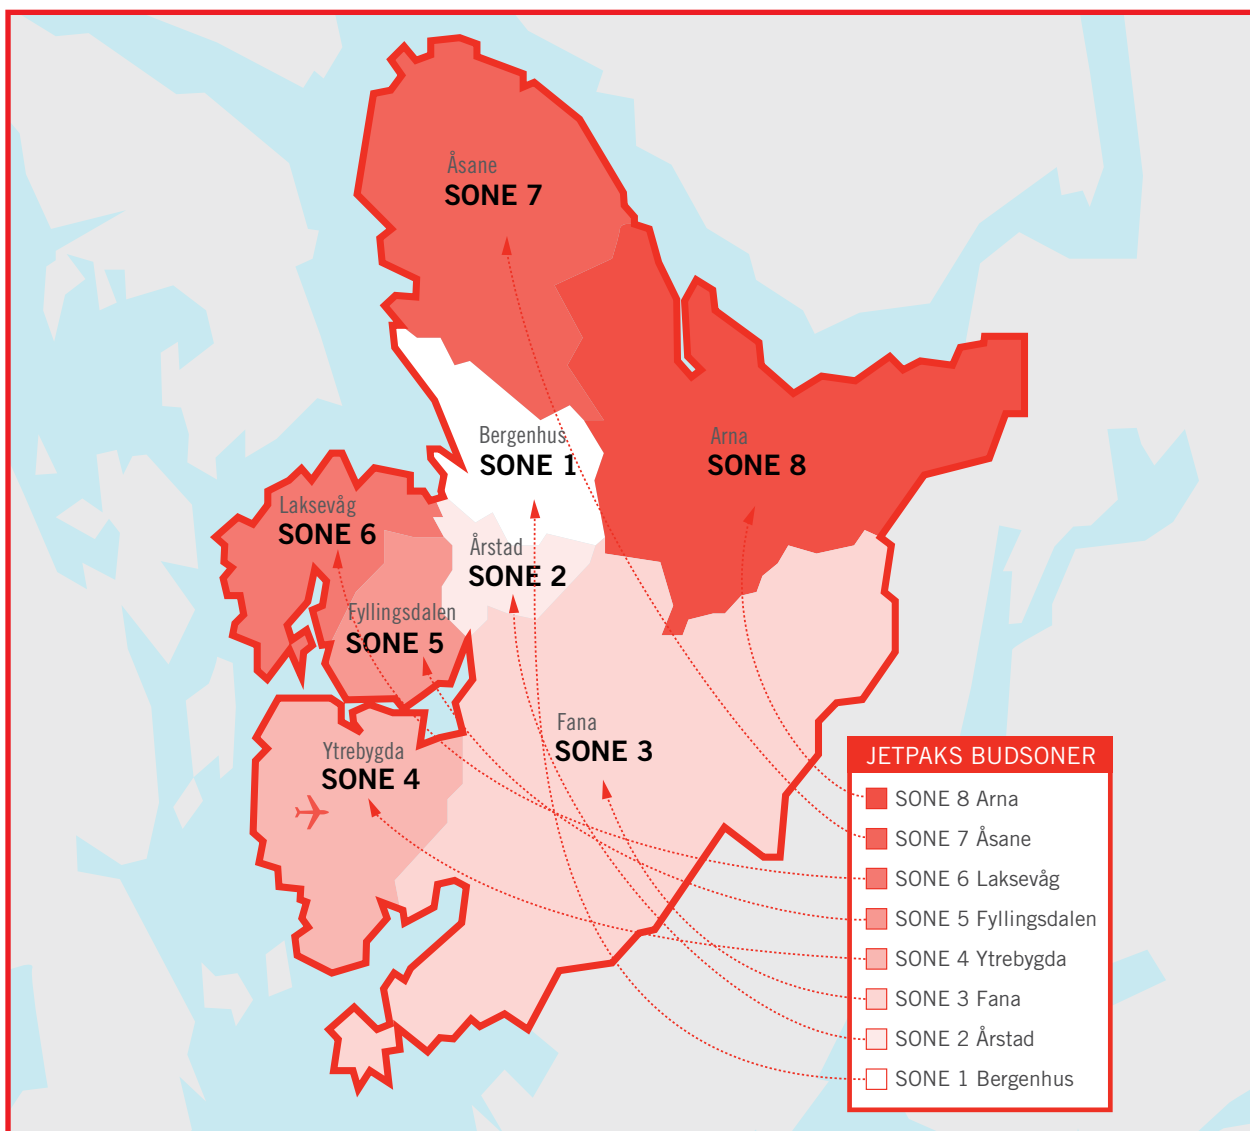 Åsane
SONE 7
Bergenhus
SONE 1
Arna
SONE 8
Laksevåg
SONE 6
Årstad
SONE 2
Fyllingsdalen
SONE 5
Fana
SONE 3
Ytrebygda
SONE 4
JETPAKS BUDSONER
SONE 8 Arna
SONE 7 Åsane
SONE 6 Laksevåg
SONE 5 Fyllingsdalen
SONE 4 Ytrebygda
SONE 3 Fana
SONE 2 Årstad
SONE 1 Bergenhus